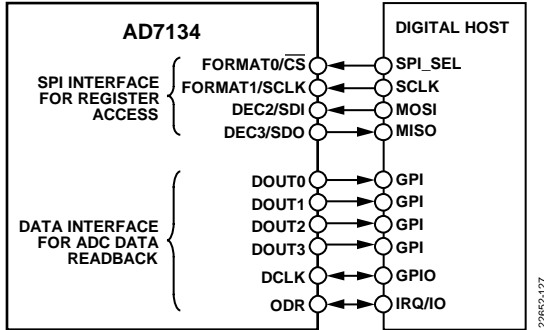 AD7134
DIGITAL HOST
SPI INTERFACE
FOR REGISTER
ACCESS
FORMAT0/CS
SPI_SEL
FORMAT1/SCLK
SCLK
DEC2/SDI
MOSI
DEC3/SDO
MISO
DATA INTERFACE
FOR ADC DATA
READBACK
DOUT0
GPI
DOUT1
GPI
DOUT2
GPI
DOUT3
GPI
DCLK
GPIO
ODR
IRQ/IO
22652-127